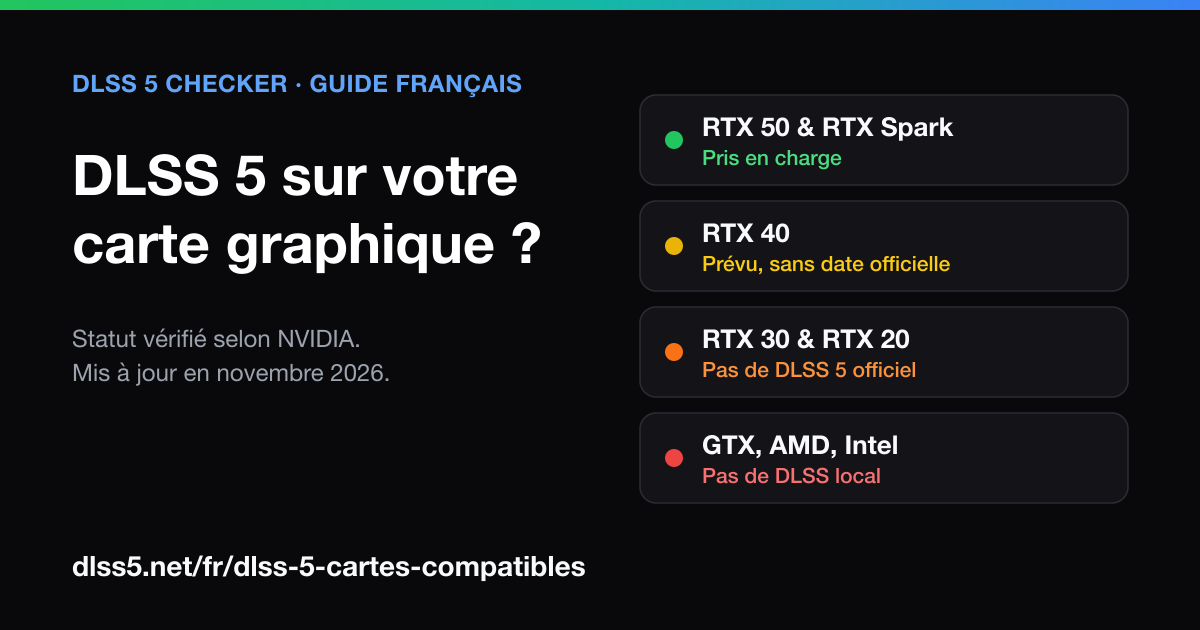 DLSS 5 CHECKER · GUIDE FRANÇAIS
DLSS 5 sur votre
carte graphique ?
Statut vérifié selon NVIDIA.
Mis à jour en novembre 2026.
RTX 50 & RTX Spark
Pris en charge
RTX 40
Prévu, sans date officielle
RTX 30 & RTX 20
Pas de DLSS 5 officiel
GTX, AMD, Intel
Pas de DLSS local
dlss5.net/fr/dlss-5-cartes-compatibles